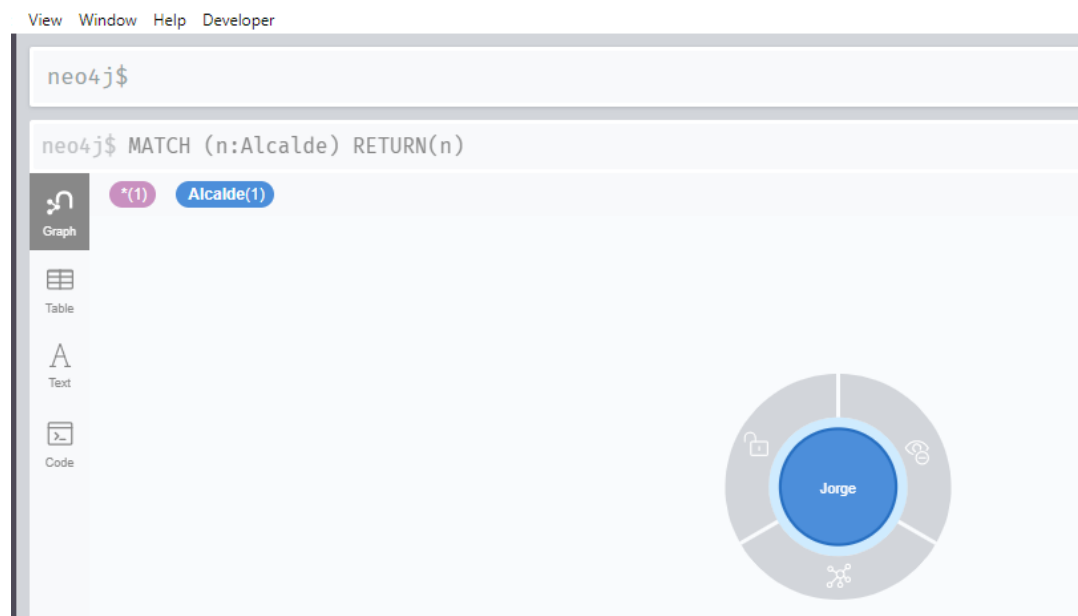 View Window Help Developer
neo4j$
neo4j$ MATCH (n:Alcalde) RETURN(n)
*(1) Alcalde(1)
Graph
Table
A
Text
Code
Jorge